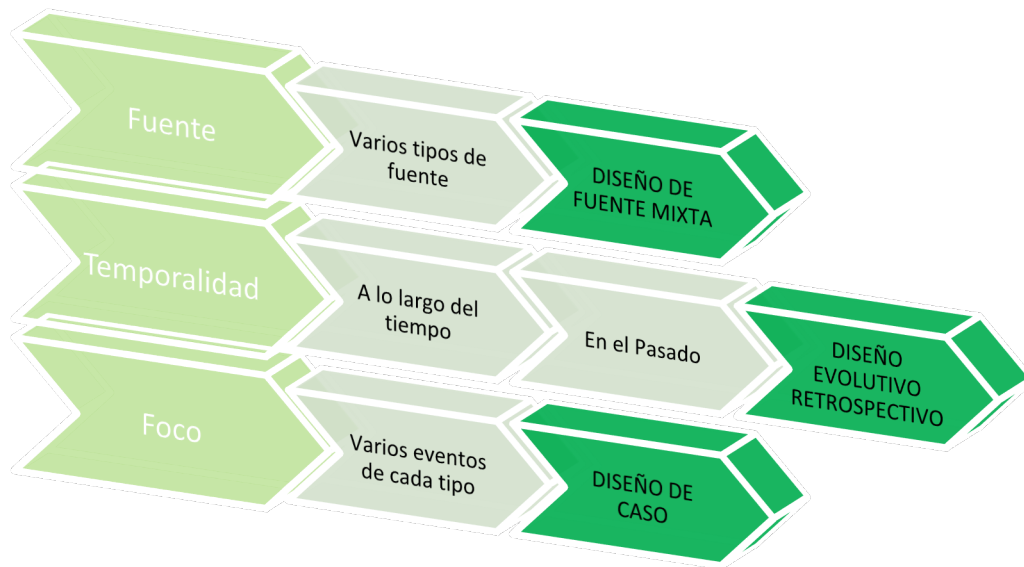 Fuente
Varios tipos de
fuente
DISEÑO DE
FUENTE MIXTA
Temporalidad
A lo largo del
tiempo
En el Pasado
DISEÑO
EVOLUTIVO
RETROSPECTIVO
Foco
Varios eventos
de cada tipo
DISEÑO DE
CASO